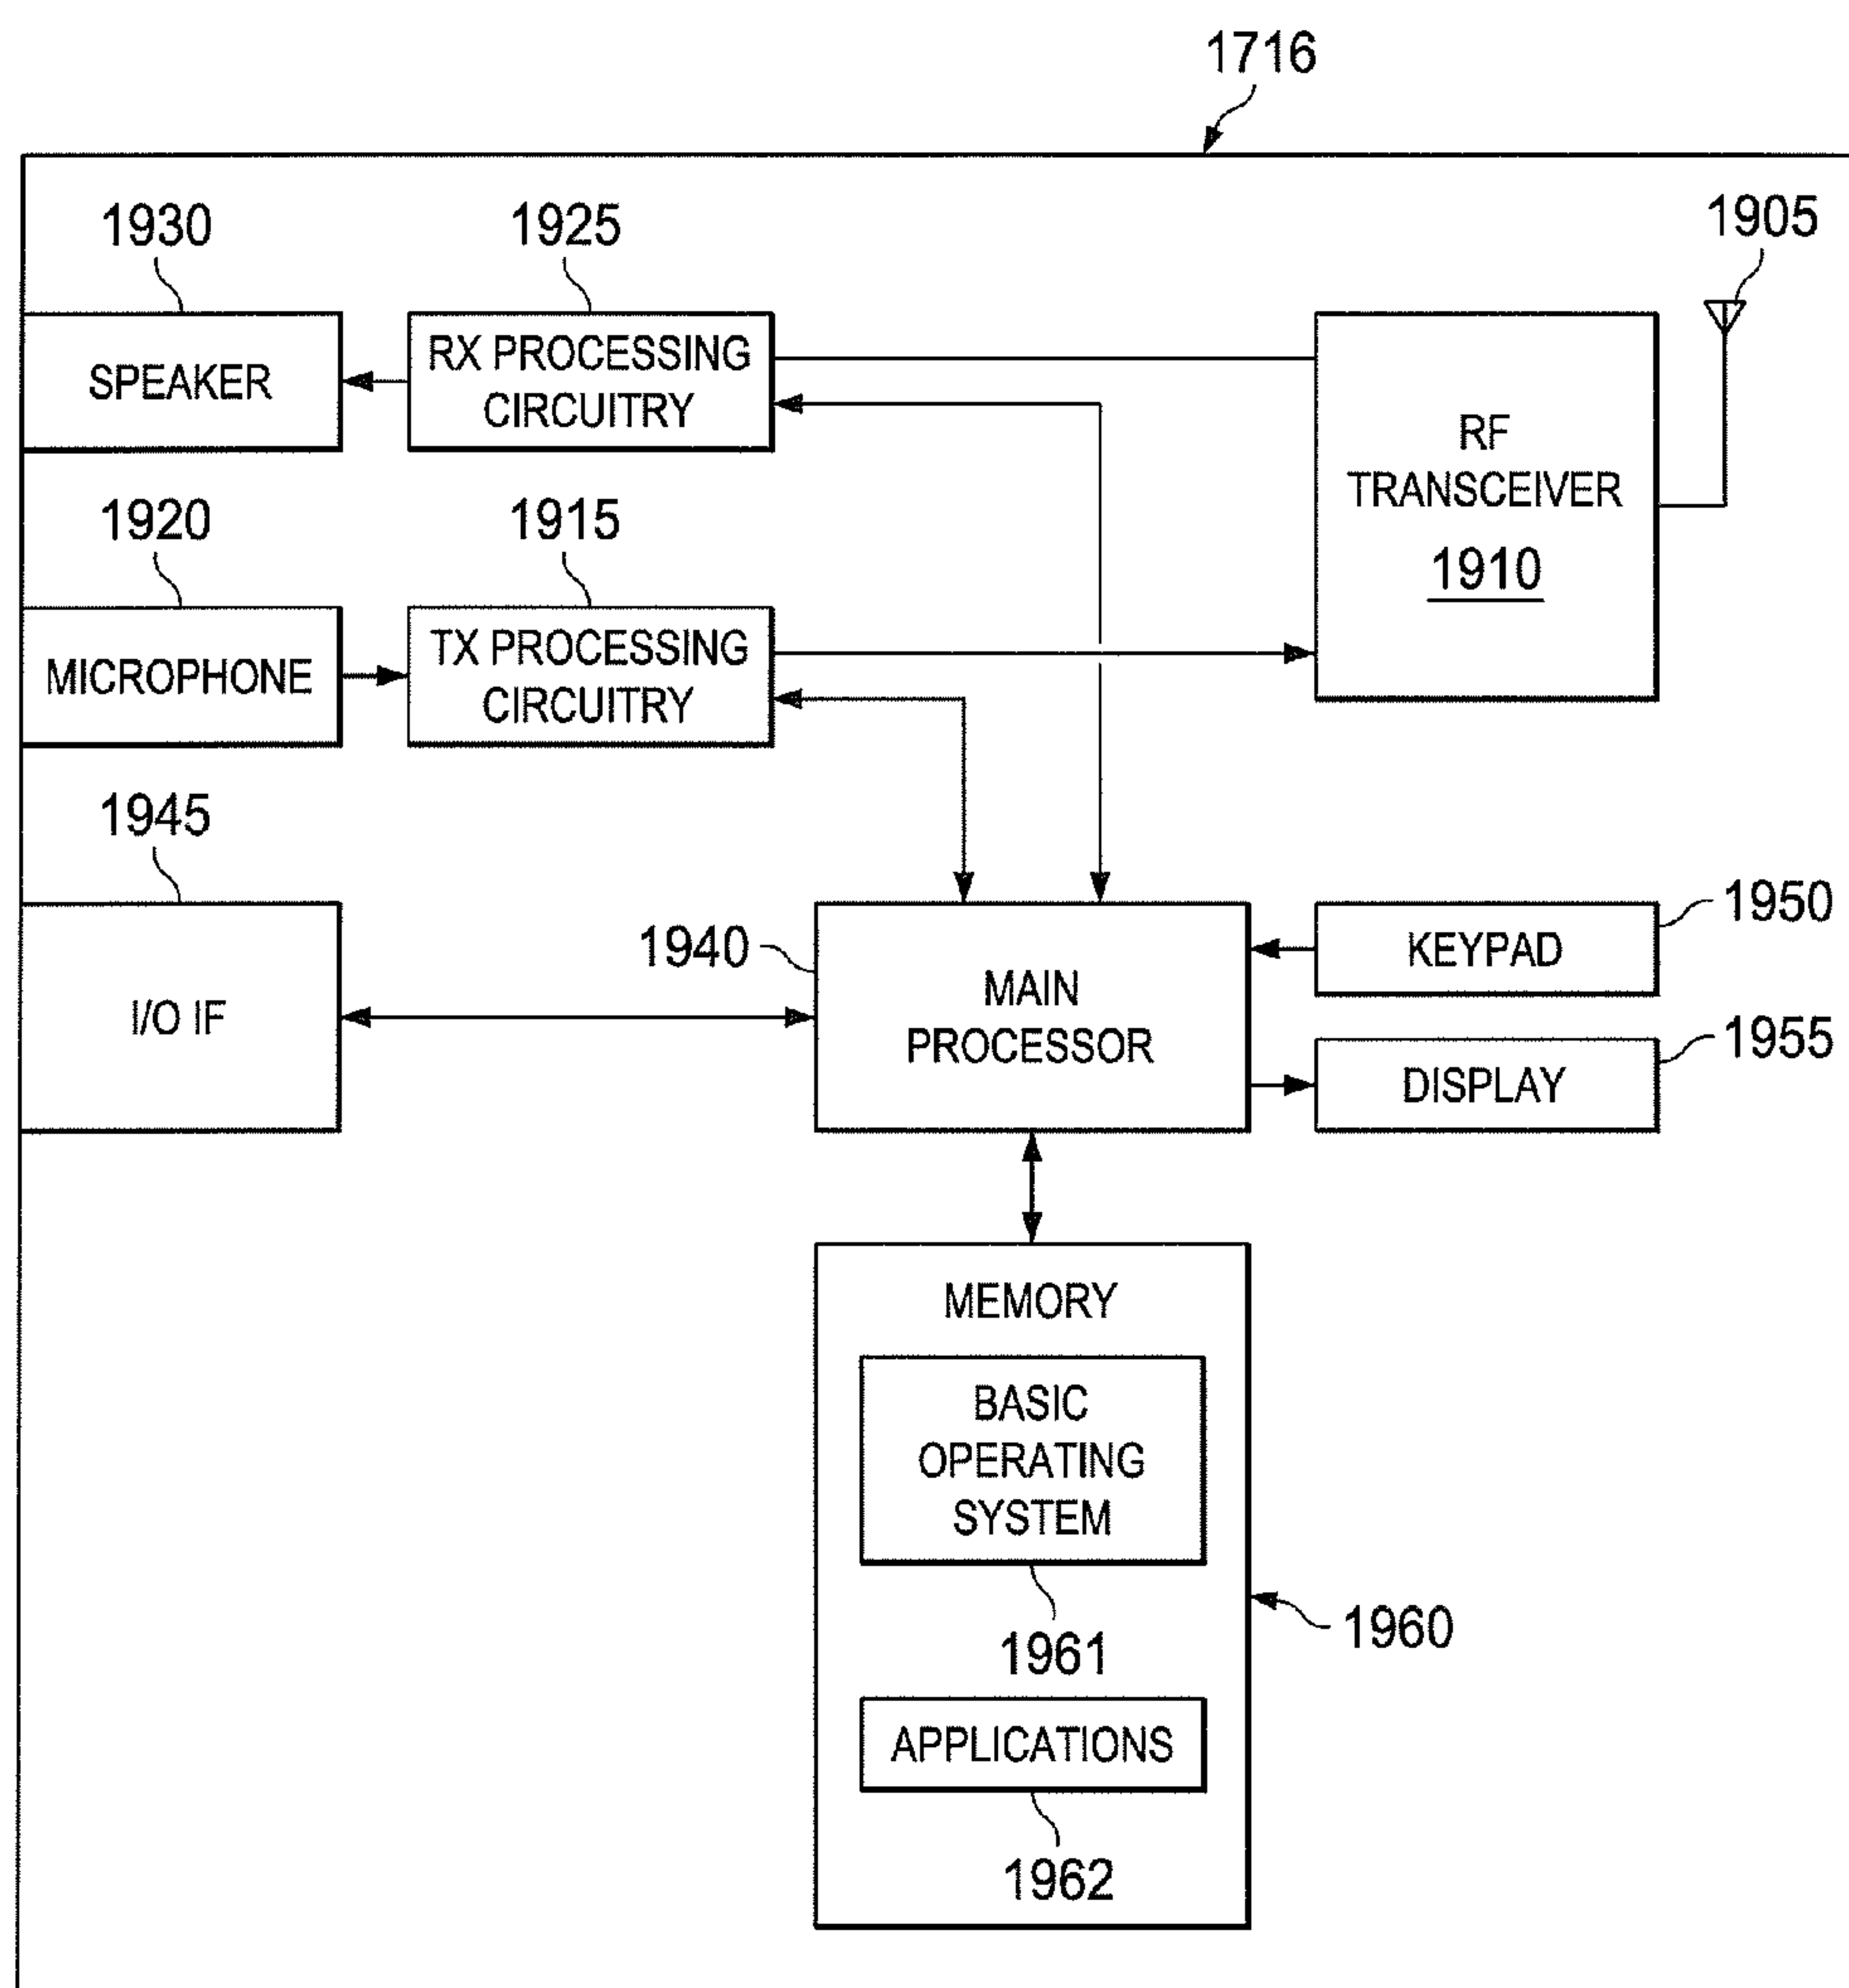 1716
1930
1925
1905
SPEAKER
RX PROCESSING
CIRCUITRY
RF
TRANSCEIVER
1910
1920
1915
MICROPHONE
TX PROCESSING
CIRCUITRY
1945
I/O IF
1940
MAIN
PROCESSOR
KEYPAD
1950
DISPLAY
1955
MEMORY
BASIC
OPERATING
SYSTEM
1961
1960
APPLICATIONS
1962